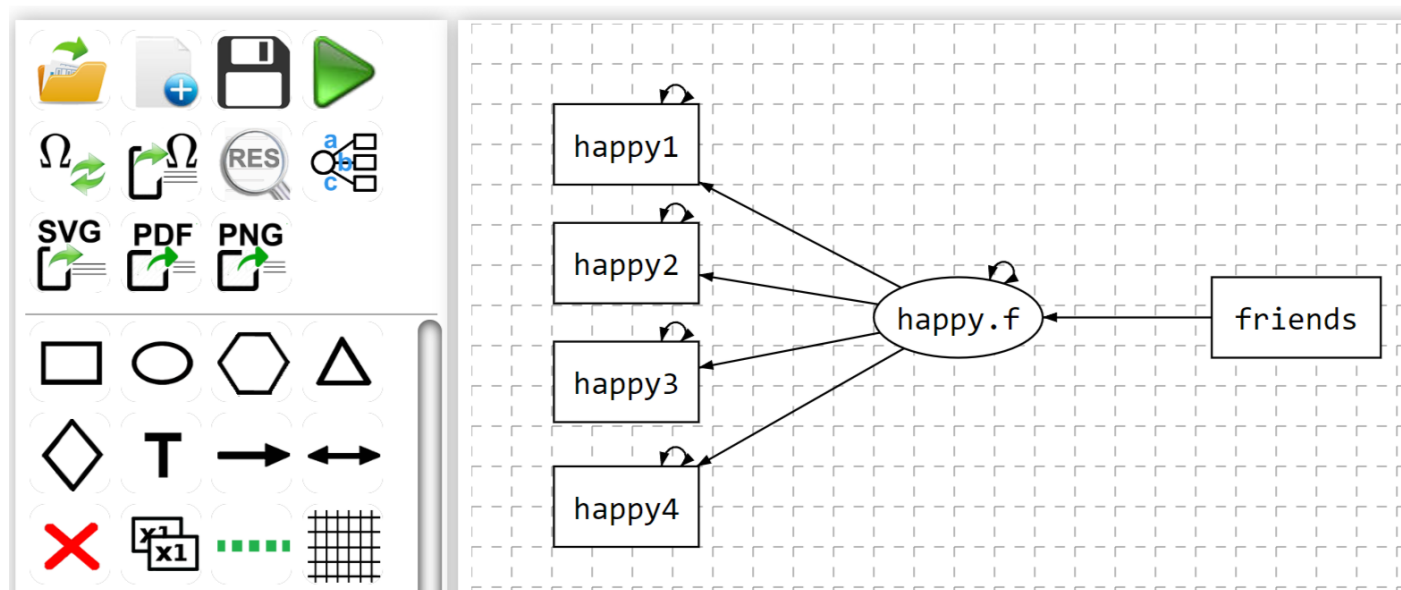 Ω Ω RES a b c
SVG PDF PNG
T
x1 x1
happy1
happy2
happy.f friends
happy3
happy4